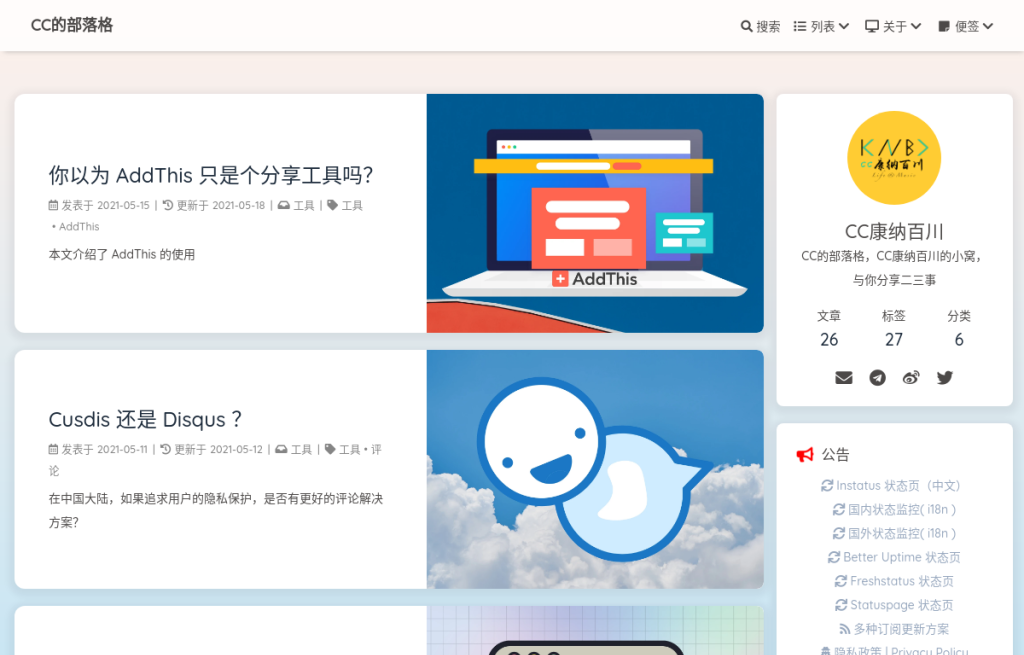 CC的部落格
搜索
列表
关于
便签
你以为 AddThis 只是个分享工具吗？
发表于 2021-05-15 | 更新于 2021-05-18 | 工具 | 工具
• AddThis
本文介绍了 AddThis 的使用
AddThis
Cusdis 还是 Disqus ？
发表于 2021-05-11 | 更新于 2021-05-12 | 工具 | 工具 • 评
论
在中国大陆，如果追求用户的隐私保护，是否有更好的评论解决
方案？
KNB
CC康纳百川
Life & Music
CC康纳百川
CC的部落格，CC康纳百川的小窝，
与你分享二三事
文章
26
标签
27
分类
6
公告
Instatus 状态页（中文）
国内状态监控( i18n )
国外状态监控( i18n )
Better Uptime 状态页
Freshstatus 状态页
Statuspage 状态页
多种订阅更新方案
隐私政策 | Privacy Policy